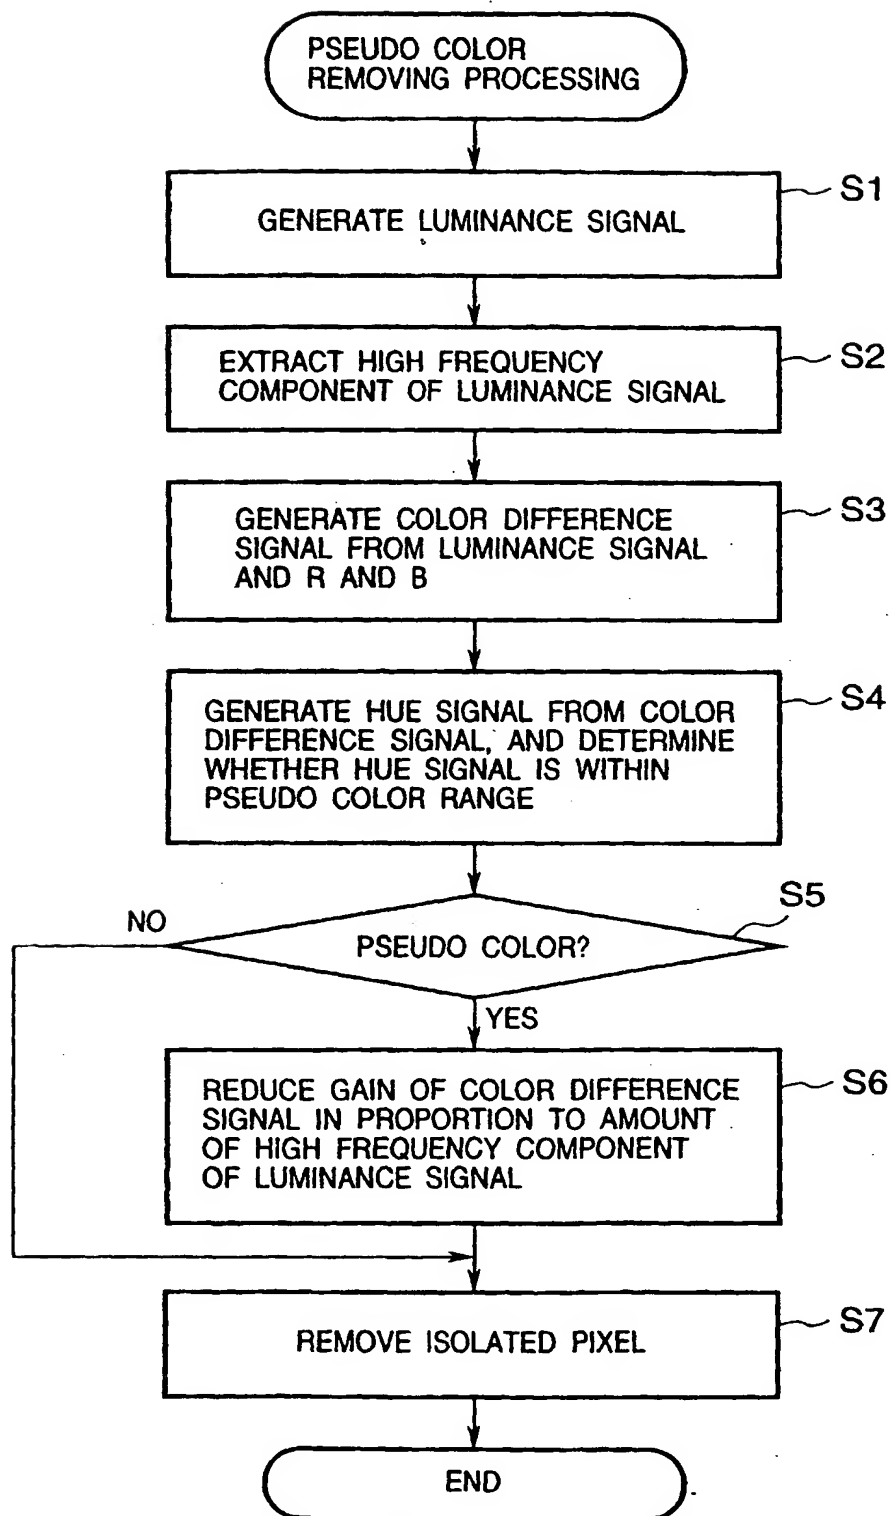 PSEUDO COLOR
REMOVING PROCESSING
S1
GENERATE LUMINANCE SIGNAL
S2
EXTRACT HIGH FREQUENCY
COMPONENT OF LUMINANCE SIGNAL
S3
GENERATE COLOR DIFFERENCE
SIGNAL FROM LUMINANCE SIGNAL
AND R AND B
S4
GENERATE HUE SIGNAL FROM COLOR
DIFFERENCE SIGNAL, AND DETERMINE
WHETHER HUE SIGNAL IS WITHIN
PSEUDO COLOR RANGE
S5
NO
PSEUDO COLOR?
YES
S6
REDUCE GAIN OF COLOR DIFFERENCE
SIGNAL IN PROPORTION TO AMOUNT
OF HIGH FREQUENCY COMPONENT
OF LUMINANCE SIGNAL
S7
REMOVE ISOLATED PIXEL
END